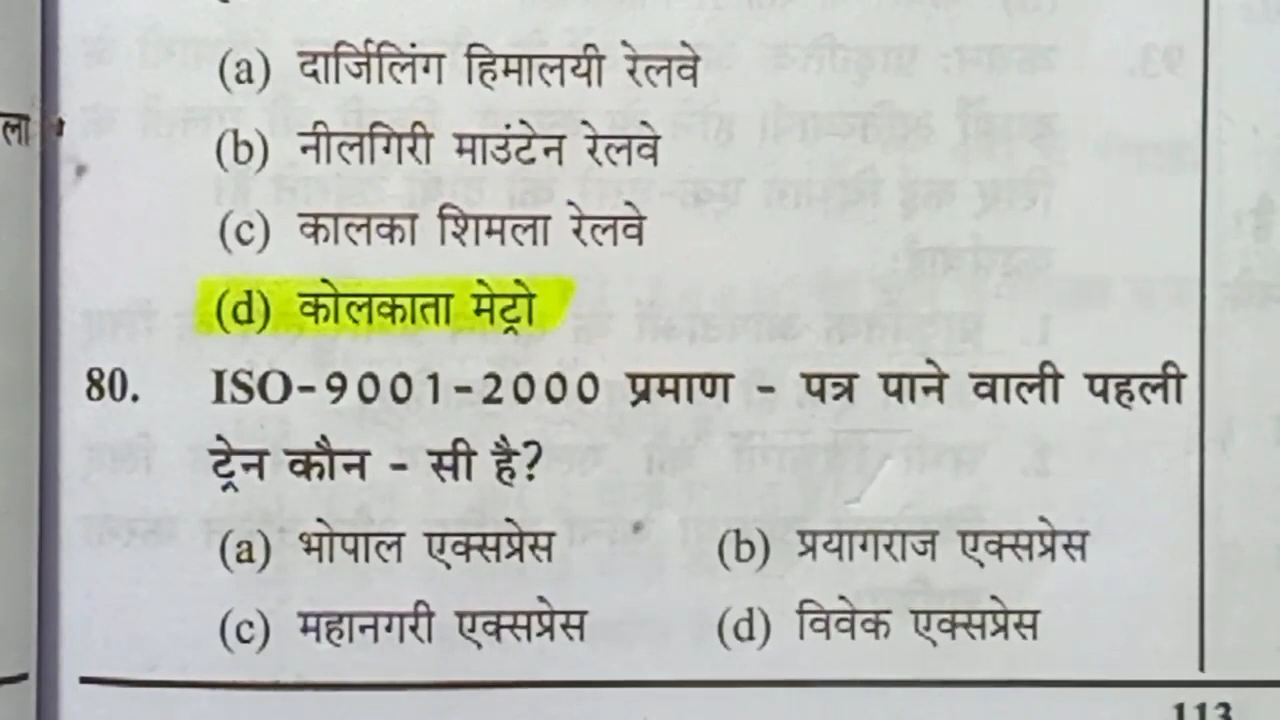 (a) दार्जिलिंग हिमालयी रेलवे
ला
(b) नीलगिरी माउंटेन रेलवे
(c) कालका शिमला रेलवे
(d) कोलकाता मेट्रो
80. ISO-9001-2000 प्रमाण - पत्र पाने वाली पहली
ट्रेन कौन - सी है?
(a) भोपाल एक्सप्रेस (b) प्रयागराज एक्सप्रेस
(c) महानगरी एक्सप्रेस (d) विवेक एक्सप्रेस
113